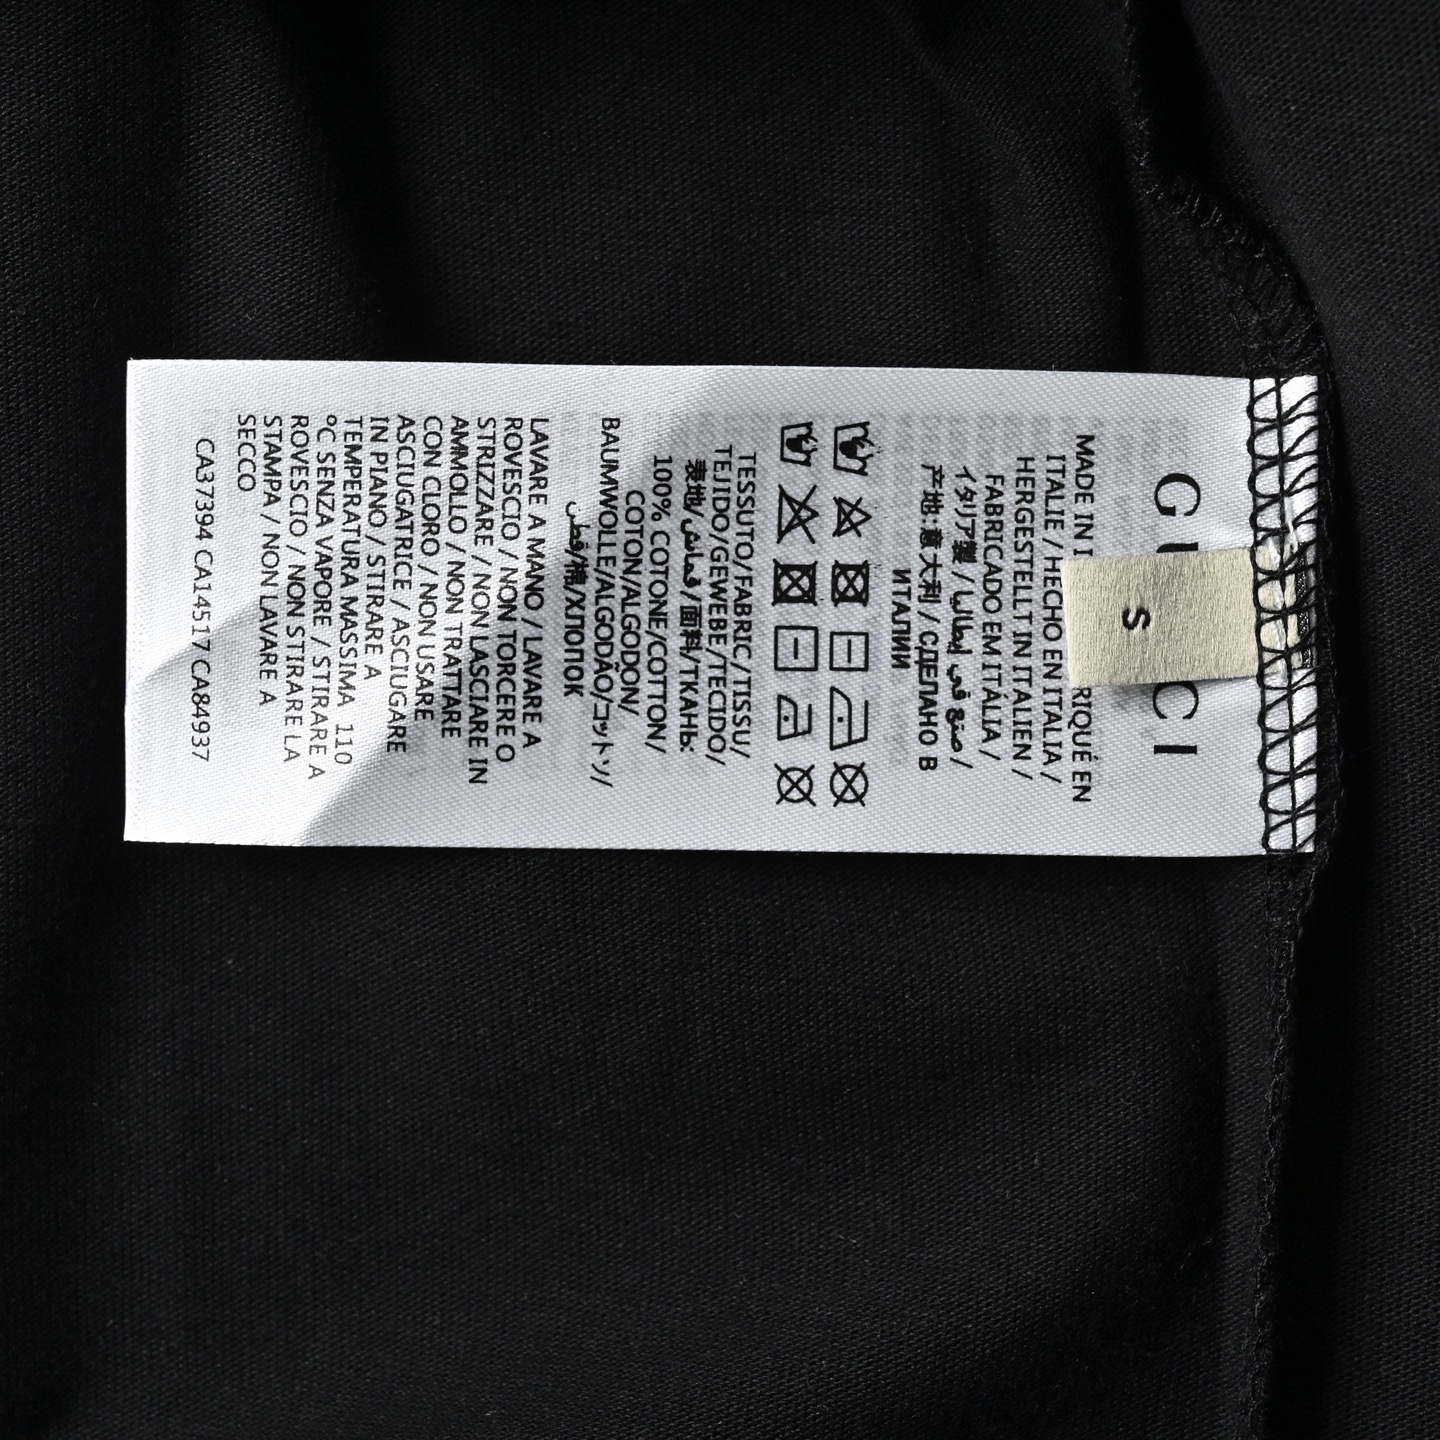 GUCCI
S
MADE IN I RIQUÉ EN
ITALIE / HECHO EN ITALIA /
HERGESTELLT IN ITALIEN /
FABRICADO EM ITÁLIA /
イタリア製 / صنع في إيطاليا /
产地:意大利 / СДЕЛАНО В
ИТАЛИИ
TESSUTO/FABRIC/TISSU/
TEJIDO/GEWEBE/TECIDO/
表地/قماش/面料/ТКАНЬ:
100% COTONE/COTTON/
COTON/ALGODON/
BAUMWOLLE/ALGODÃO/コットン/
قطن/棉/ХЛОПОК
LAVARE A MANO / LAVARE A
ROVESCIO / NON TORCERE O
STRIZZARE / NON LASCIARE IN
AMMOLLO / NON TRATTARE
CON CLORO / NON USARE
ASCIUGATRICE / ASCIUGARE
IN PIANO / STIRARE A
TEMPERATURA MASSIMA 110
°C SENZA VAPORE / STIRARE A
ROVESCIO / NON STIRARE LA
STAMPA / NON LAVARE A
SECCO
CA37394 CA14517 CA84937